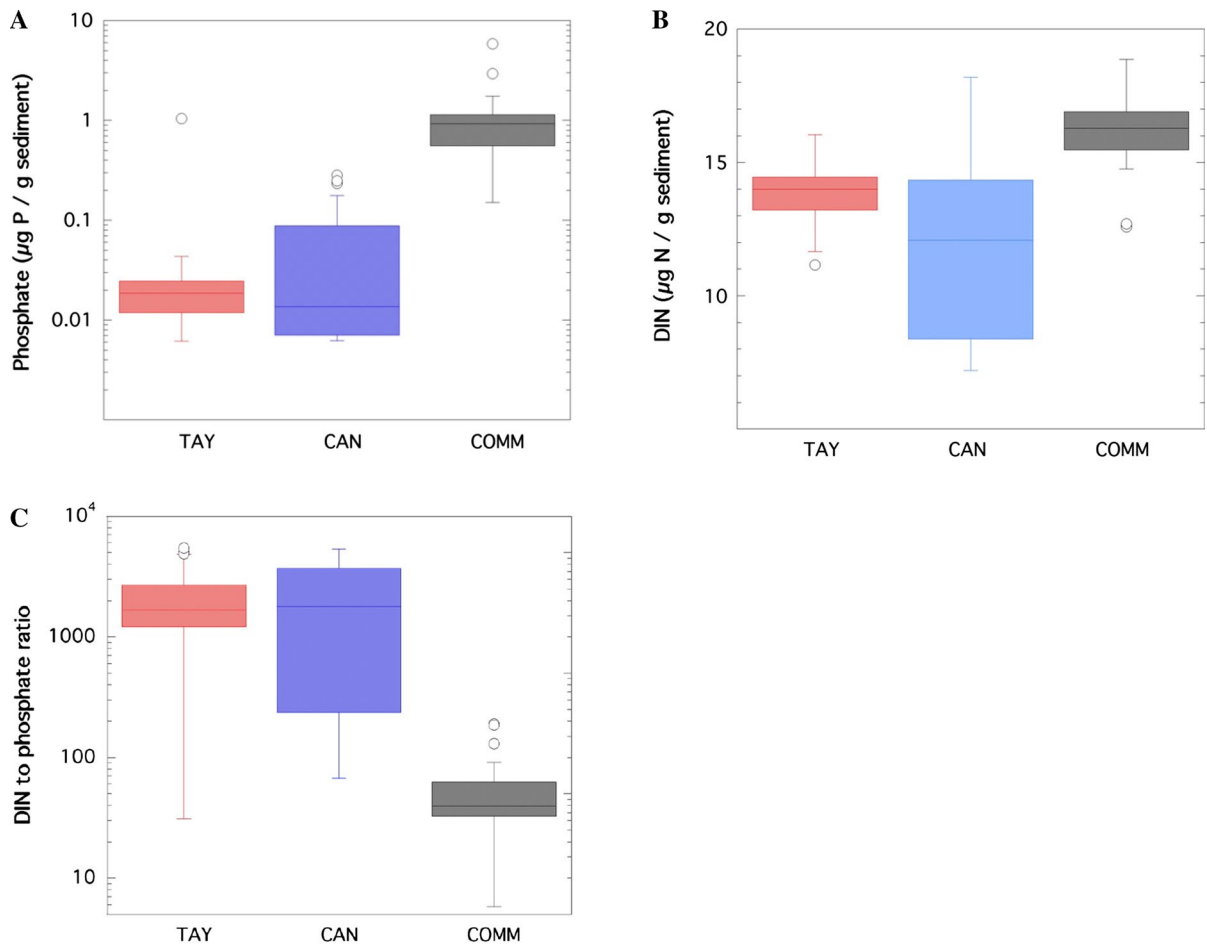 A
Phosphate (µg P / g sediment)
10
1
0.1
0.01
TAY CAN COMM
B
DIN (µg N / g sediment)
20
15
10
TAY CAN COMM
C
DIN to phosphate ratio
10⁴
1000
100
10
TAY CAN COMM